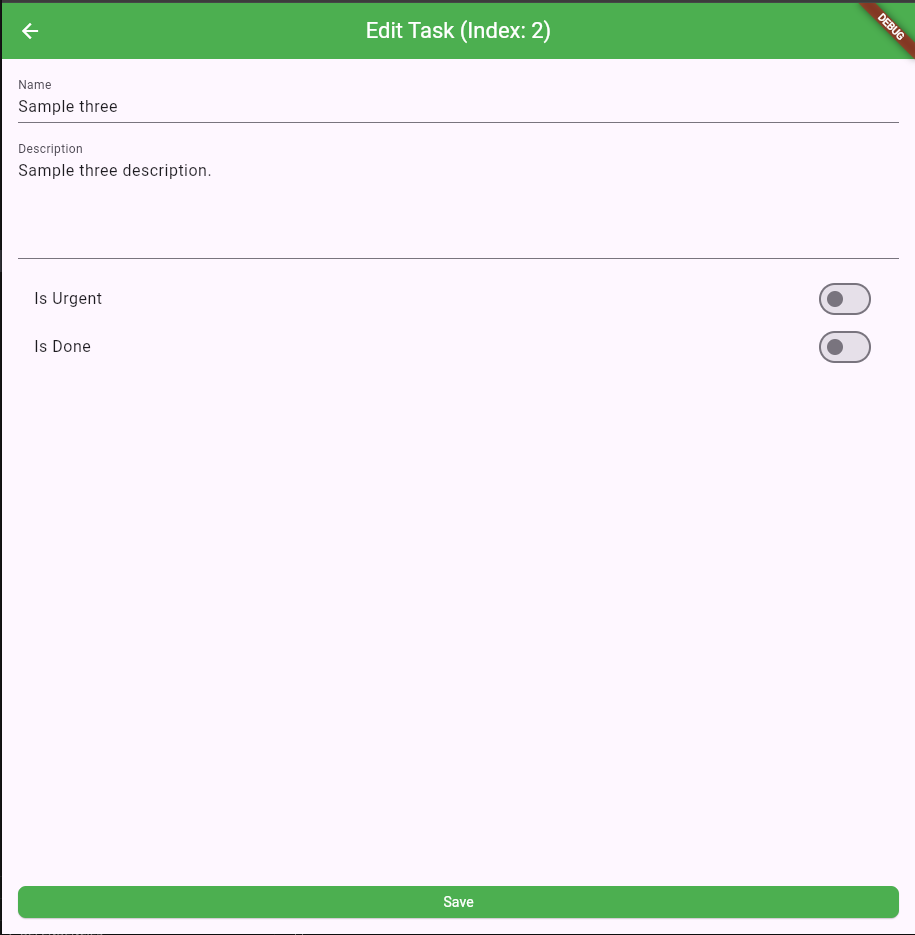 Edit Task (Index: 2)
DEBUG
Name
Sample three
Description
Sample three description.
Is Urgent
Is Done
Save